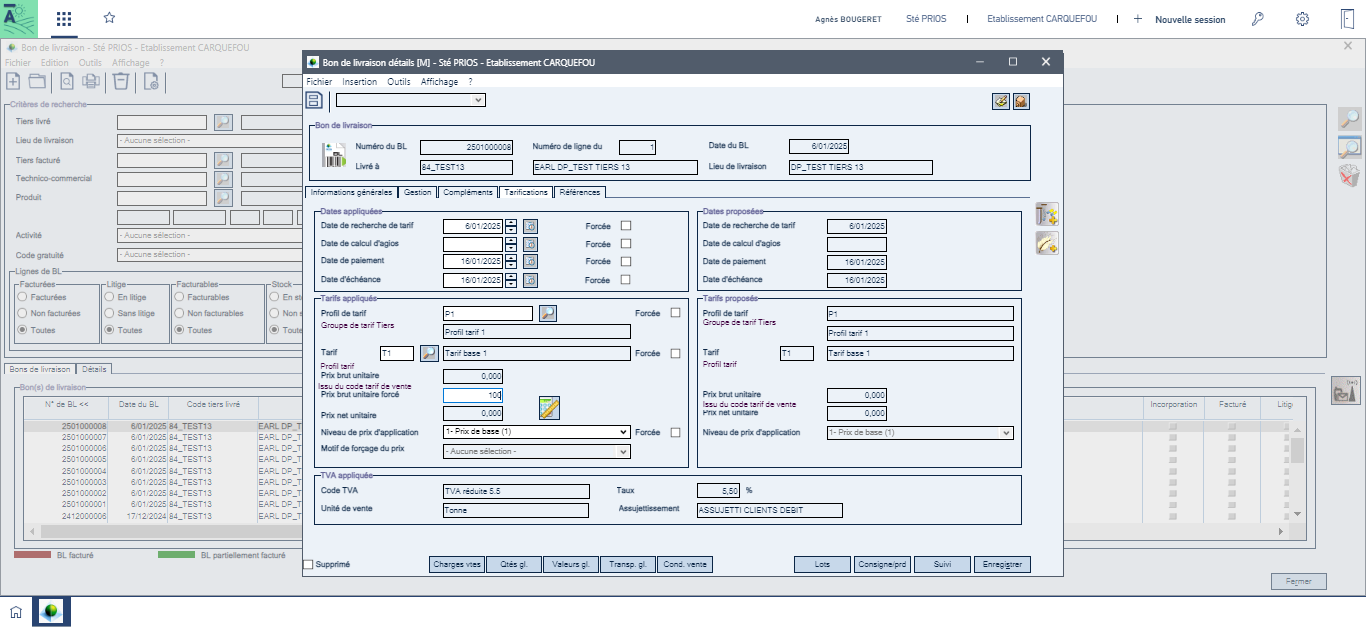 Agnès BOUGERET Sté PRIOS | Etablissement CARQUEFOU | + Nouvelle session
Bon de livraison - Sté PRIOS - Etablissement CARQUEFOU
Fichier Edition Outils Affichage ?
Critères de recherche
Tiers livré
Lieu de livraison - Aucune sélection -
Tiers facturé
Technico-commercial
Produit
Activité - Aucune sélection -
Code gratuité - Aucune sélection -
Lignes de BL
Facturées Litige Facturables Stock
Facturées En litige Facturables En st
Non facturées Sans litige Non facturables Non s
Toutes Toutes Toutes Toute
Bons de livraison Détails
Bon(s) de livraison
N° de BL << Date du BL Code tiers livré Incorporation Facturé Litig
2501000008 6/01/2025 84_TEST13 EARL DP_T
2501000007 6/01/2025 84_TEST13 EARL DP_T
2501000006 6/01/2025 84_TEST13 EARL DP_T
2501000005 6/01/2025 84_TEST13 EARL DP_T
2501000004 6/01/2025 84_TEST13 EARL DP_T
2501000003 6/01/2025 84_TEST13 EARL DP_T
2501000002 6/01/2025 84_TEST13 EARL DP_T
2501000001 6/01/2025 84_TEST13 EARL DP_T
2412000006 17/12/2024 84_TEST13 EARL DP_T
BL facturé BL partiellement facturé
Fermer
Bon de livraison détails [M] - Sté PRIOS - Etablissement CARQUEFOU
Fichier Insertion Outils Affichage ?
Bon de livraison
Numéro du BL 2501000008 Numéro de ligne du 1 Date du BL 6/01/2025
Livré à 84_TEST13 EARL DP_TEST TIERS 13 Lieu de livraison DP_TEST TIERS 13
Informations générales Gestion Compléments Tarifications Références
Dates appliquées Dates proposées
Date de recherche de tarif 6/01/2025 Forcée Date de recherche de tarif 6/01/2025
Date de calcul d'agios Forcée Date de calcul d'agios
Date de paiement 16/01/2025 Forcée Date de paiement 16/01/2025
Date d'échéance 16/01/2025 Forcée Date d'échéance 16/01/2025
Tarifs appliqués Tarifs proposés
Profil de tarif P1 Forcée Profil de tarif P1
Groupe de tarif Tiers Groupe de tarif Tiers
Profil tarif 1 Profil tarif 1
Tarif T1 Tarif base 1 Forcée Tarif T1 Tarif base 1
Profil tarif Profil tarif
Prix brut unitaire 0,000 Prix brut unitaire 0,000
Issu du code tarif de vente Issu du code tarif de vente
Prix brut unitaire forcé 100
Prix net unitaire 0,000 Prix net unitaire 0,000
Niveau de prix d'application 1- Prix de base (1) Forcée Niveau de prix d'application 1- Prix de base (1)
Motif de forçage du prix - Aucune sélection -
TVA appliquée
Code TVA TVA réduite 5.5 Taux 5,50 %
Unité de vente Tonne Assujettissement ASSUJETTI CLIENTS DEBIT
Supprimé Charges vtes Qtés gl. Valeurs gl. Transp. gl. Cond. vente Lots Consigne/prd Suivi Enregistrer